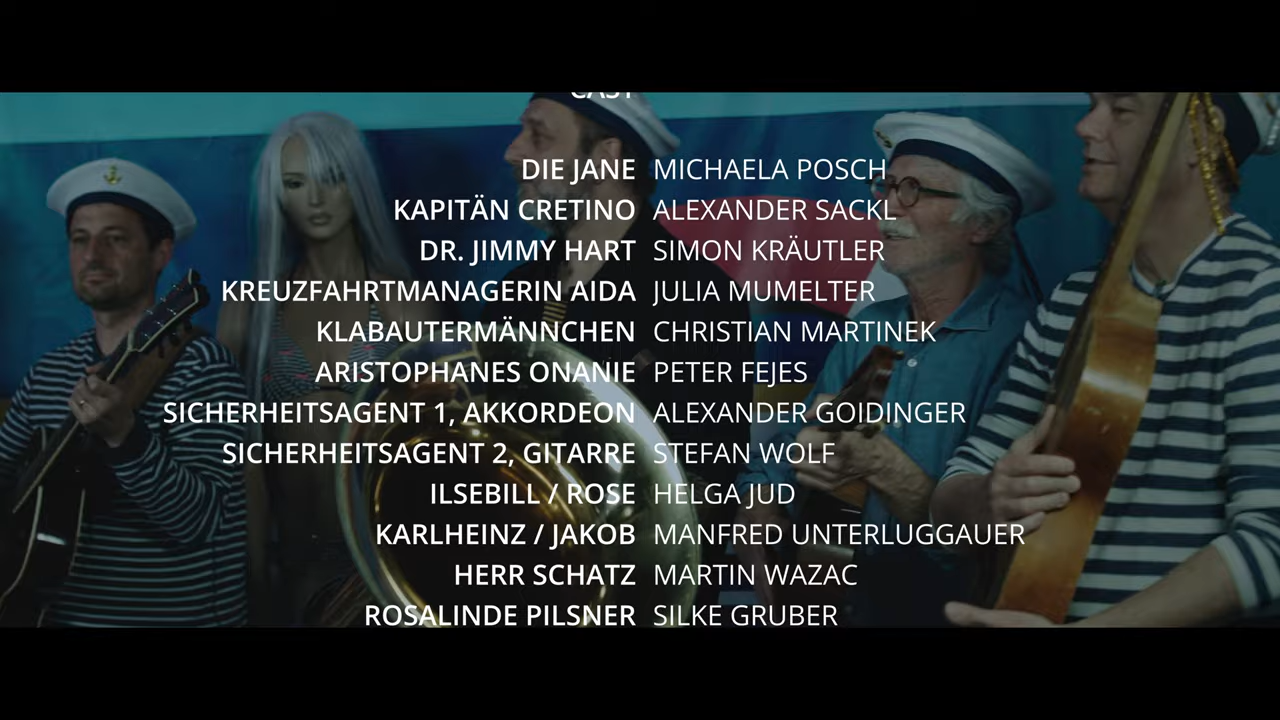 CAST
DIE JANE MICHAELA POSCH
KAPITÄN CRETINO ALEXANDER SACKL
DR. JIMMY HART SIMON KRÄUTLER
KREUZFAHRTMANAGERIN AIDA JULIA MUMELTER
KLABAUTERMÄNNCHEN CHRISTIAN MARTINEK
ARISTOPHANES ONANIE PETER FEJES
SICHERHEITSAGENT 1, AKKORDEON ALEXANDER GOIDINGER
SICHERHEITSAGENT 2, GITARRE STEFAN WOLF
ILSEBILL / ROSE HELGA JUD
KARLHEINZ / JAKOB MANFRED UNTERLUGGAUER
HERR SCHATZ MARTIN WAZAC
ROSALINDE PILSNER SILKE GRUBER